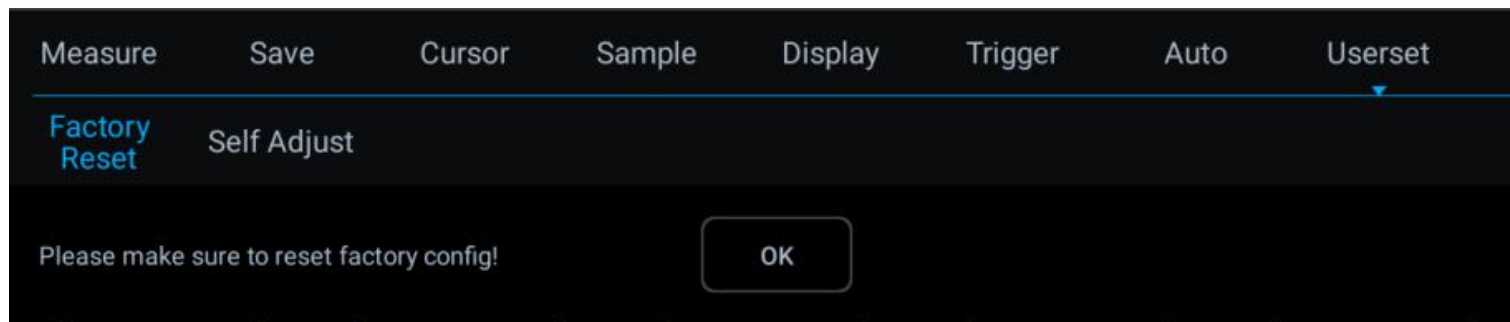 Measure Save Cursor Sample Display Trigger Auto Userset
Factory
Reset
Self Adjust
Please make sure to reset factory config!
OK